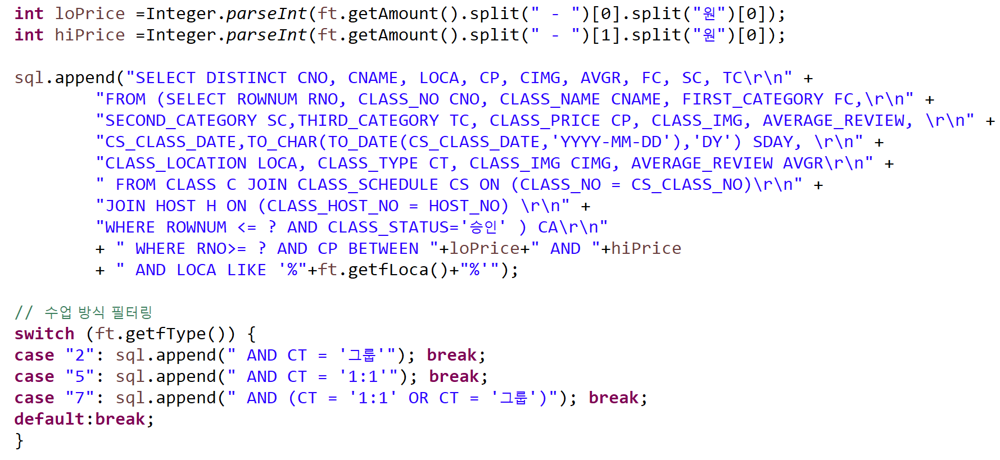 int loPrice =Integer.parseInt(ft.getAmount().split(" - ")[0].split("원")[0]);
int hiPrice =Integer.parseInt(ft.getAmount().split(" - ")[1].split("원")[0]);
sql.append("SELECT DISTINCT CNO, CNAME, LOCA, CP, CIMG, AVGR, FC, SC, TC\r\n" +
"FROM (SELECT ROWNUM RNO, CLASS_NO CNO, CLASS_NAME CNAME, FIRST_CATEGORY FC,\r\n" +
"SECOND_CATEGORY SC,THIRD_CATEGORY TC, CLASS_PRICE CP, CLASS_IMG, AVERAGE_REVIEW, \r\n" +
"CS_CLASS_DATE,TO_CHAR(TO_DATE(CS_CLASS_DATE,'YYYY-MM-DD'),'DY') SDAY, \r\n" +
"CLASS_LOCATION LOCA, CLASS_TYPE CT, CLASS_IMG CIMG, AVERAGE_REVIEW AVGR\r\n" +
" FROM CLASS C JOIN CLASS_SCHEDULE CS ON (CLASS_NO = CS_CLASS_NO)\r\n" +
"JOIN HOST H ON (CLASS_HOST_NO = HOST_NO) \r\n" +
"WHERE ROWNUM <= ? AND CLASS_STATUS='승인' ) CA\r\n"
+ " WHERE RNO>= ? AND CP BETWEEN "+loPrice+" AND "+hiPrice
+ " AND LOCA LIKE '%"+ft.getfLoca()+"%'");
// 수업 방식 필터링
switch (ft.getfType()) {
case "2": sql.append(" AND CT = '그룹'"); break;
case "5": sql.append(" AND CT = '1:1'"); break;
case "7": sql.append(" AND (CT = '1:1' OR CT = '그룹')"); break;
default:break;
}